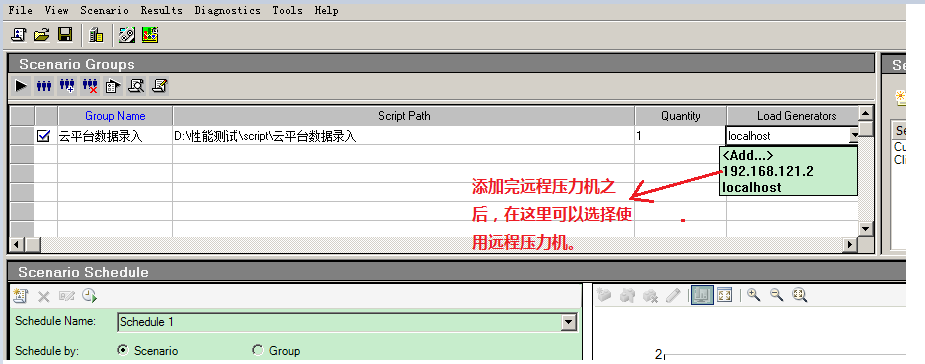 File View Scenario Results Diagnostics Tools Help
Scenario Groups
Se
Group Name Script Path Quantity Load Generators
云平台数据录入 D:\性能测试\script\云平台数据录入 1 localhost
<Add...>
192.168.121.2
localhost
添加完远程压力机之
后，在这里可以选择使
用远程压力机。
Se
Cu
Cli
Scenario Schedule
Schedule Name: Schedule 1
Schedule by: Scenario Group
2